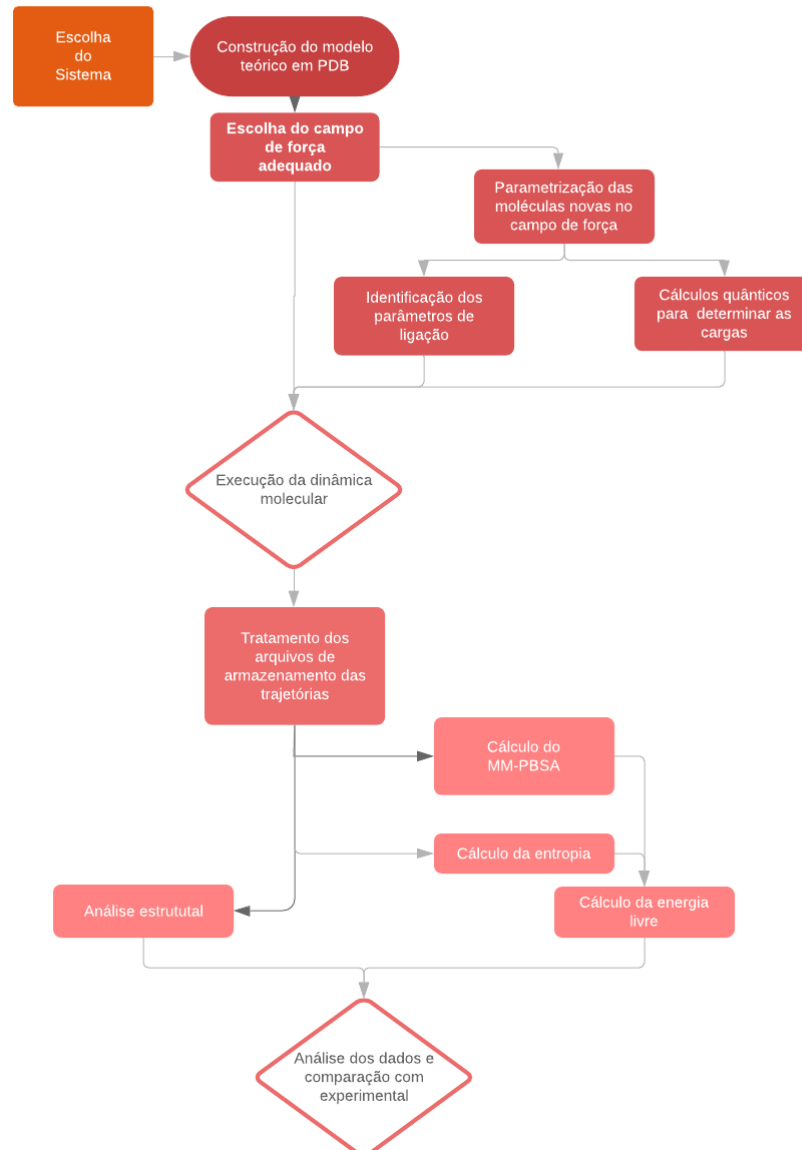 Escolha
do
Sistema
Construção do modelo
teórico em PDB
Escolha do campo
de força
adequado
Parametrização das
moléculas novas no
campo de força
Identificação dos
parâmetros de
ligação
Cálculos quânticos
para determinar as
cargas
Execução da dinâmica
molecular
Tratamento dos
arquivos de
armazenamento das
trajetórias
Cálculo do
MM-PBSA
Cálculo da entropia
Análise estrututal
Cálculo da energia
livre
Análise dos dados e
comparação com
experimental